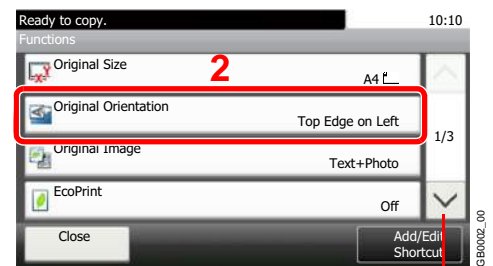 Ready to copy. 10:10
Functions
Original Size
2
A4
Original Orientation
Top Edge on Left
1/3
Original Image
Text+Photo
EcoPrint
Off
Close
Add/Edit
Shortcut
GB0002_00